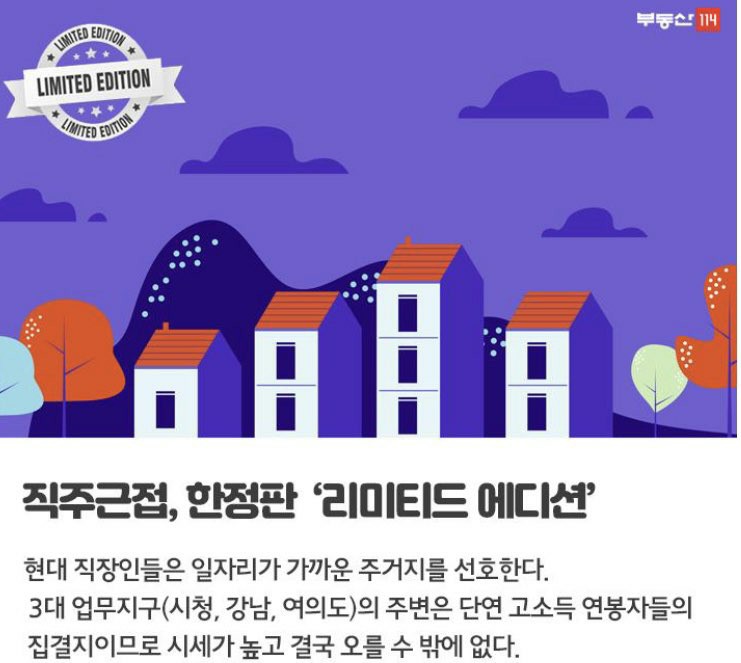 부동산 114
LIMITED EDITION
LIMITED EDITION
LIMITED EDITION
직주근접, 한정판 ‘리미티드 에디션’
현대 직장인들은 일자리가 가까운 주거지를 선호한다.
3대 업무지구(시청, 강남, 여의도)의 주변은 단연 고소득 연봉자들의
집결지이므로 시세가 높고 결국 오를 수 밖에 없다.